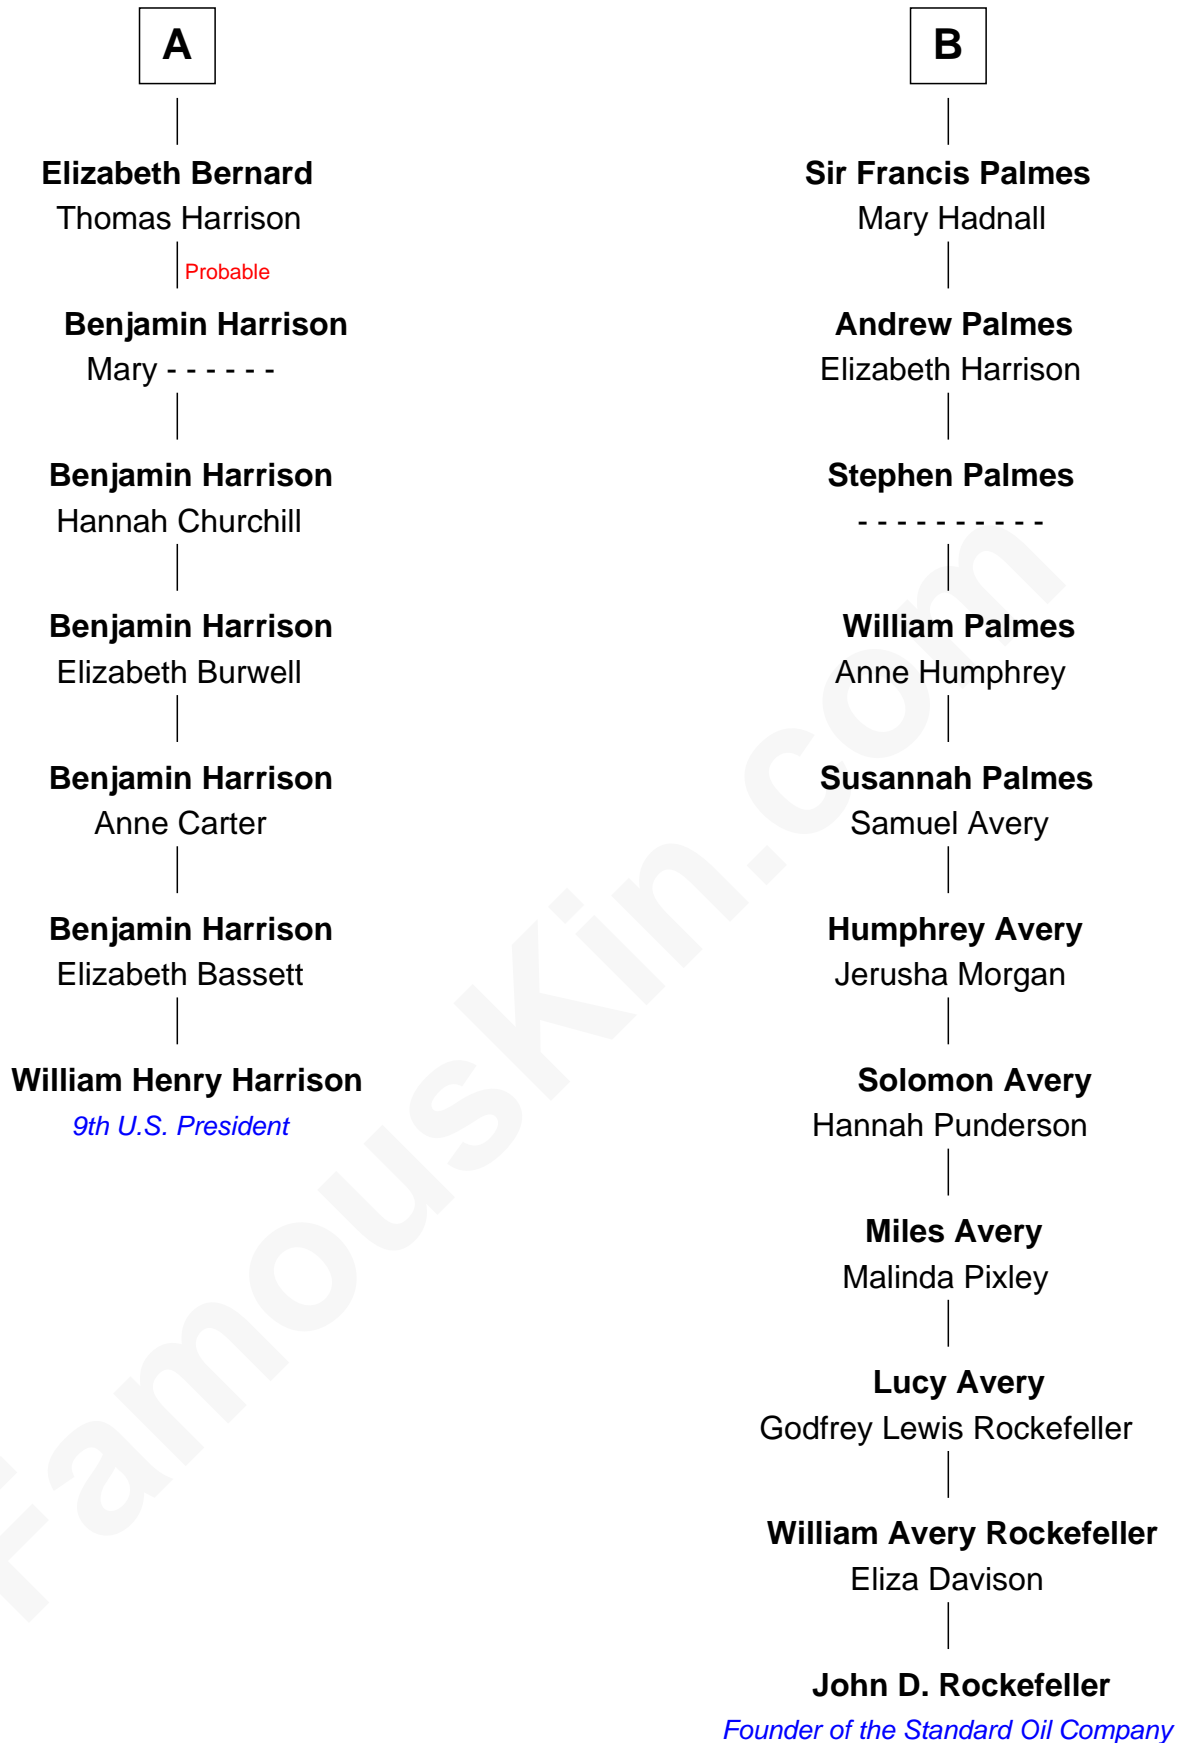 A
Elizabeth Bernard
Thomas Harrison
Probable
Benjamin Harrison
Mary - - - - - -
Benjamin Harrison
Hannah Churchill
Benjamin Harrison
Elizabeth Burwell
Benjamin Harrison
Anne Carter
Benjamin Harrison
Elizabeth Bassett
William Henry Harrison
9th U.S. President
B
Sir Francis Palmes
Mary Hadnall
Andrew Palmes
Elizabeth Harrison
Stephen Palmes
- - - - - - - - - -
William Palmes
Anne Humphrey
Susannah Palmes
Samuel Avery
Humphrey Avery
Jerusha Morgan
Solomon Avery
Hannah Punderson
Miles Avery
Malinda Pixley
Lucy Avery
Godfrey Lewis Rockefeller
William Avery Rockefeller
Eliza Davison
John D. Rockefeller
Founder of the Standard Oil Company
FamousKin.com